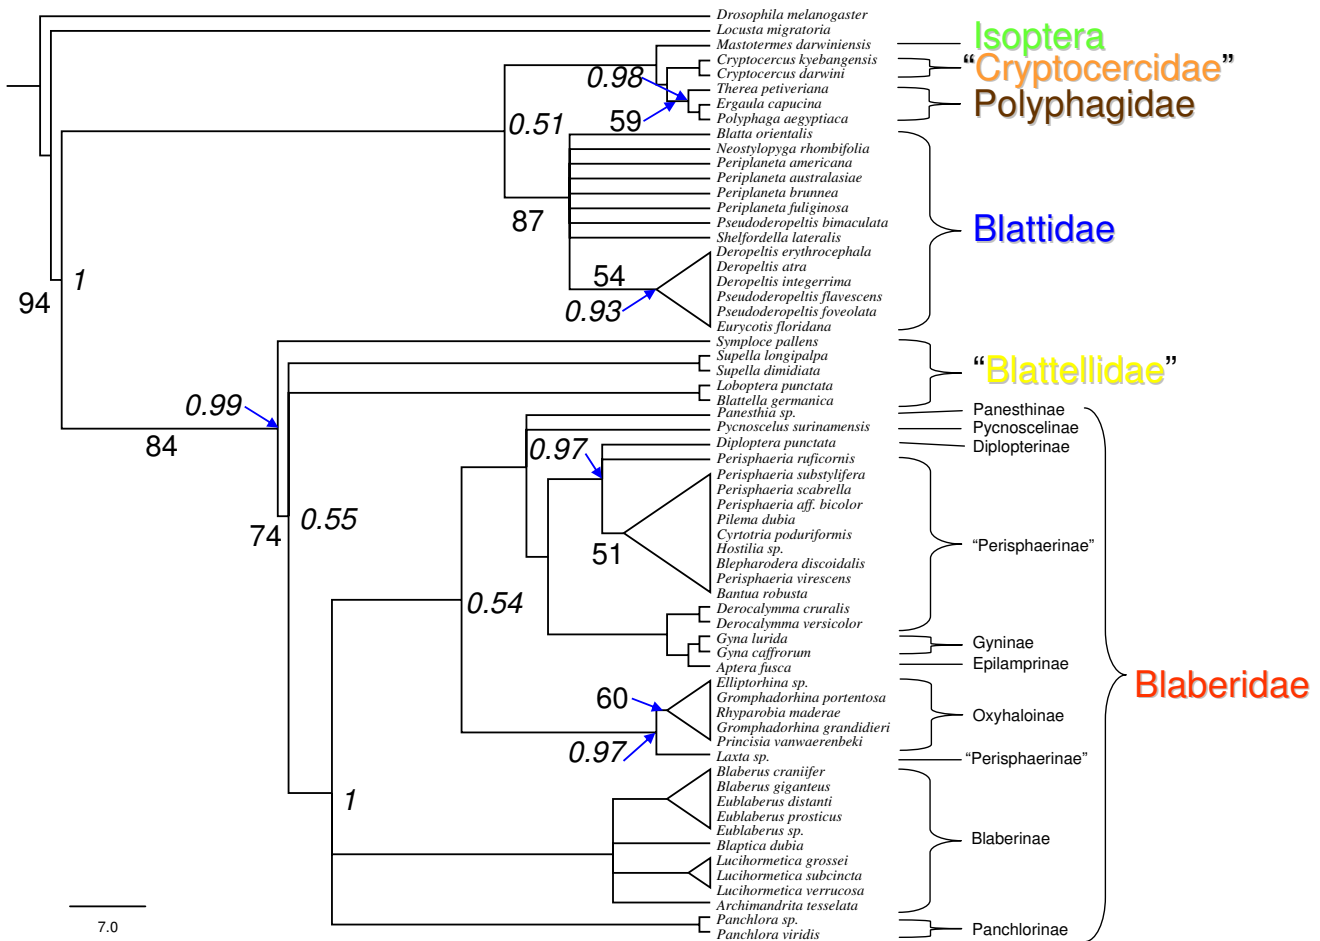 Drosophila melanogaster
Locusta migratoria
Mastotermes darwiniensis
Cryptocercus kyebangensis
Cryptocercus darwini
Therea petiveriana
Ergaula capucina
Polyphaga aegyptiaca
Blatta orientalis
Neostylopyga rhombifolia
Periplaneta americana
Periplaneta australasiae
Periplaneta brunnea
Periplaneta fuliginosa
Pseudoderopeltis bimaculata
Shelfordella lateralis
Deropeltis erythrocephala
Deropeltis atra
Deropeltis integerrima
Pseudoderopeltis flavescens
Pseudoderopeltis foveolata
Eurycotis floridana
Symploce pallens
Supella longipalpa
Supella dimidiata
Loboptera punctata
Blattella germanica
Panesthia sp.
Pycnoscelus surinamensis
Diploptera punctata
Perisphaeria ruficornis
Perisphaeria substylifera
Perisphaeria scabrella
Perisphaeria aff. bicolor
Pilema dubia
Cyrtotria poduriformis
Hostilia sp.
Blepharodera discoidalis
Perisphaeria virescens
Bantua robusta
Derocalymma cruralis
Derocalymma versicolor
Gyna lurida
Gyna caffrorum
Aptera fusca
Elliptorhina sp.
Gromphadorhina portentosa
Rhyparobia maderae
Gromphadorhina grandidieri
Princisia vanwaerenbeki
Laxta sp.
Blaberus craniifer
Blaberus giganteus
Eublaberus distanti
Eublaberus prosticus
Eublaberus sp.
Blaptica dubia
Lucihormetica grossei
Lucihormetica subcincta
Lucihormetica verrucosa
Archimandrita tesselata
Panchlora sp.
Panchlora viridis
Isoptera
“Cryptocercidae”
Polyphagidae
Blattidae
“Blattellidae”
Panesthinae
Pycnoscelinae
Diplopterinae
“Perisphaerinae”
Gyninae
Epilamprinae
Oxyhaloinae
“Perisphaerinae”
Blaberinae
Panchlorinae
Blaberidae
0.98
59
0.51
87
54
0.93
1
94
0.99
84
0.55
74
0.97
51
0.54
60
0.97
1
7.0